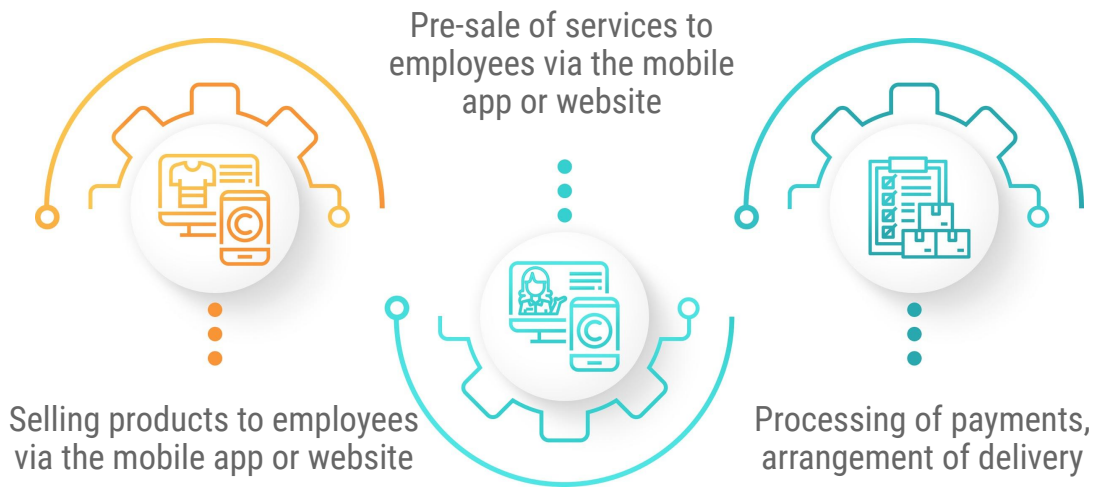 Pre-sale of services to
employees via the mobile
app or website
C
C
Selling products to employees
via the mobile app or website
Processing of payments,
arrangement of delivery